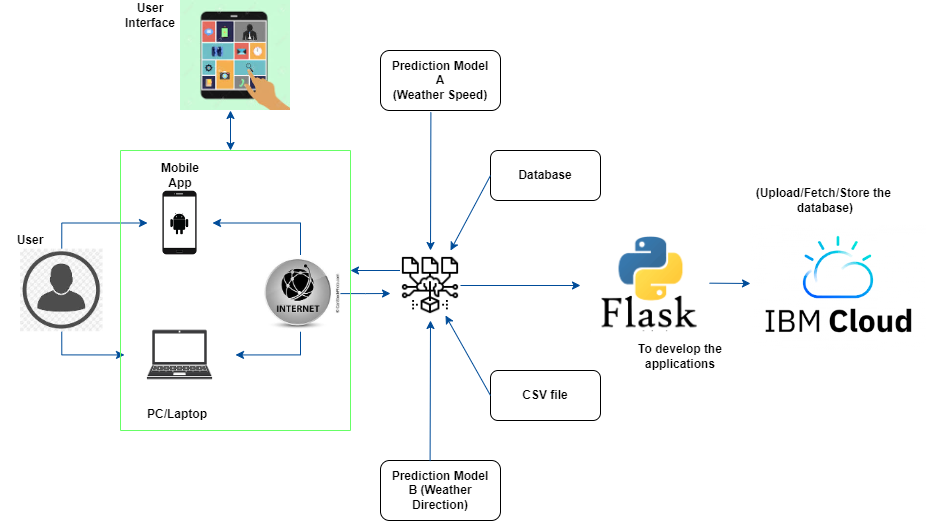 User
Interface
Prediction Model
A
(Weather Speed)
Mobile
App
Database
(Upload/Fetch/Store the
database)
User
INTERNET
Flask
IBM Cloud
To develop the
applications
PC/Laptop
CSV file
Prediction Model
B (Weather
Direction)